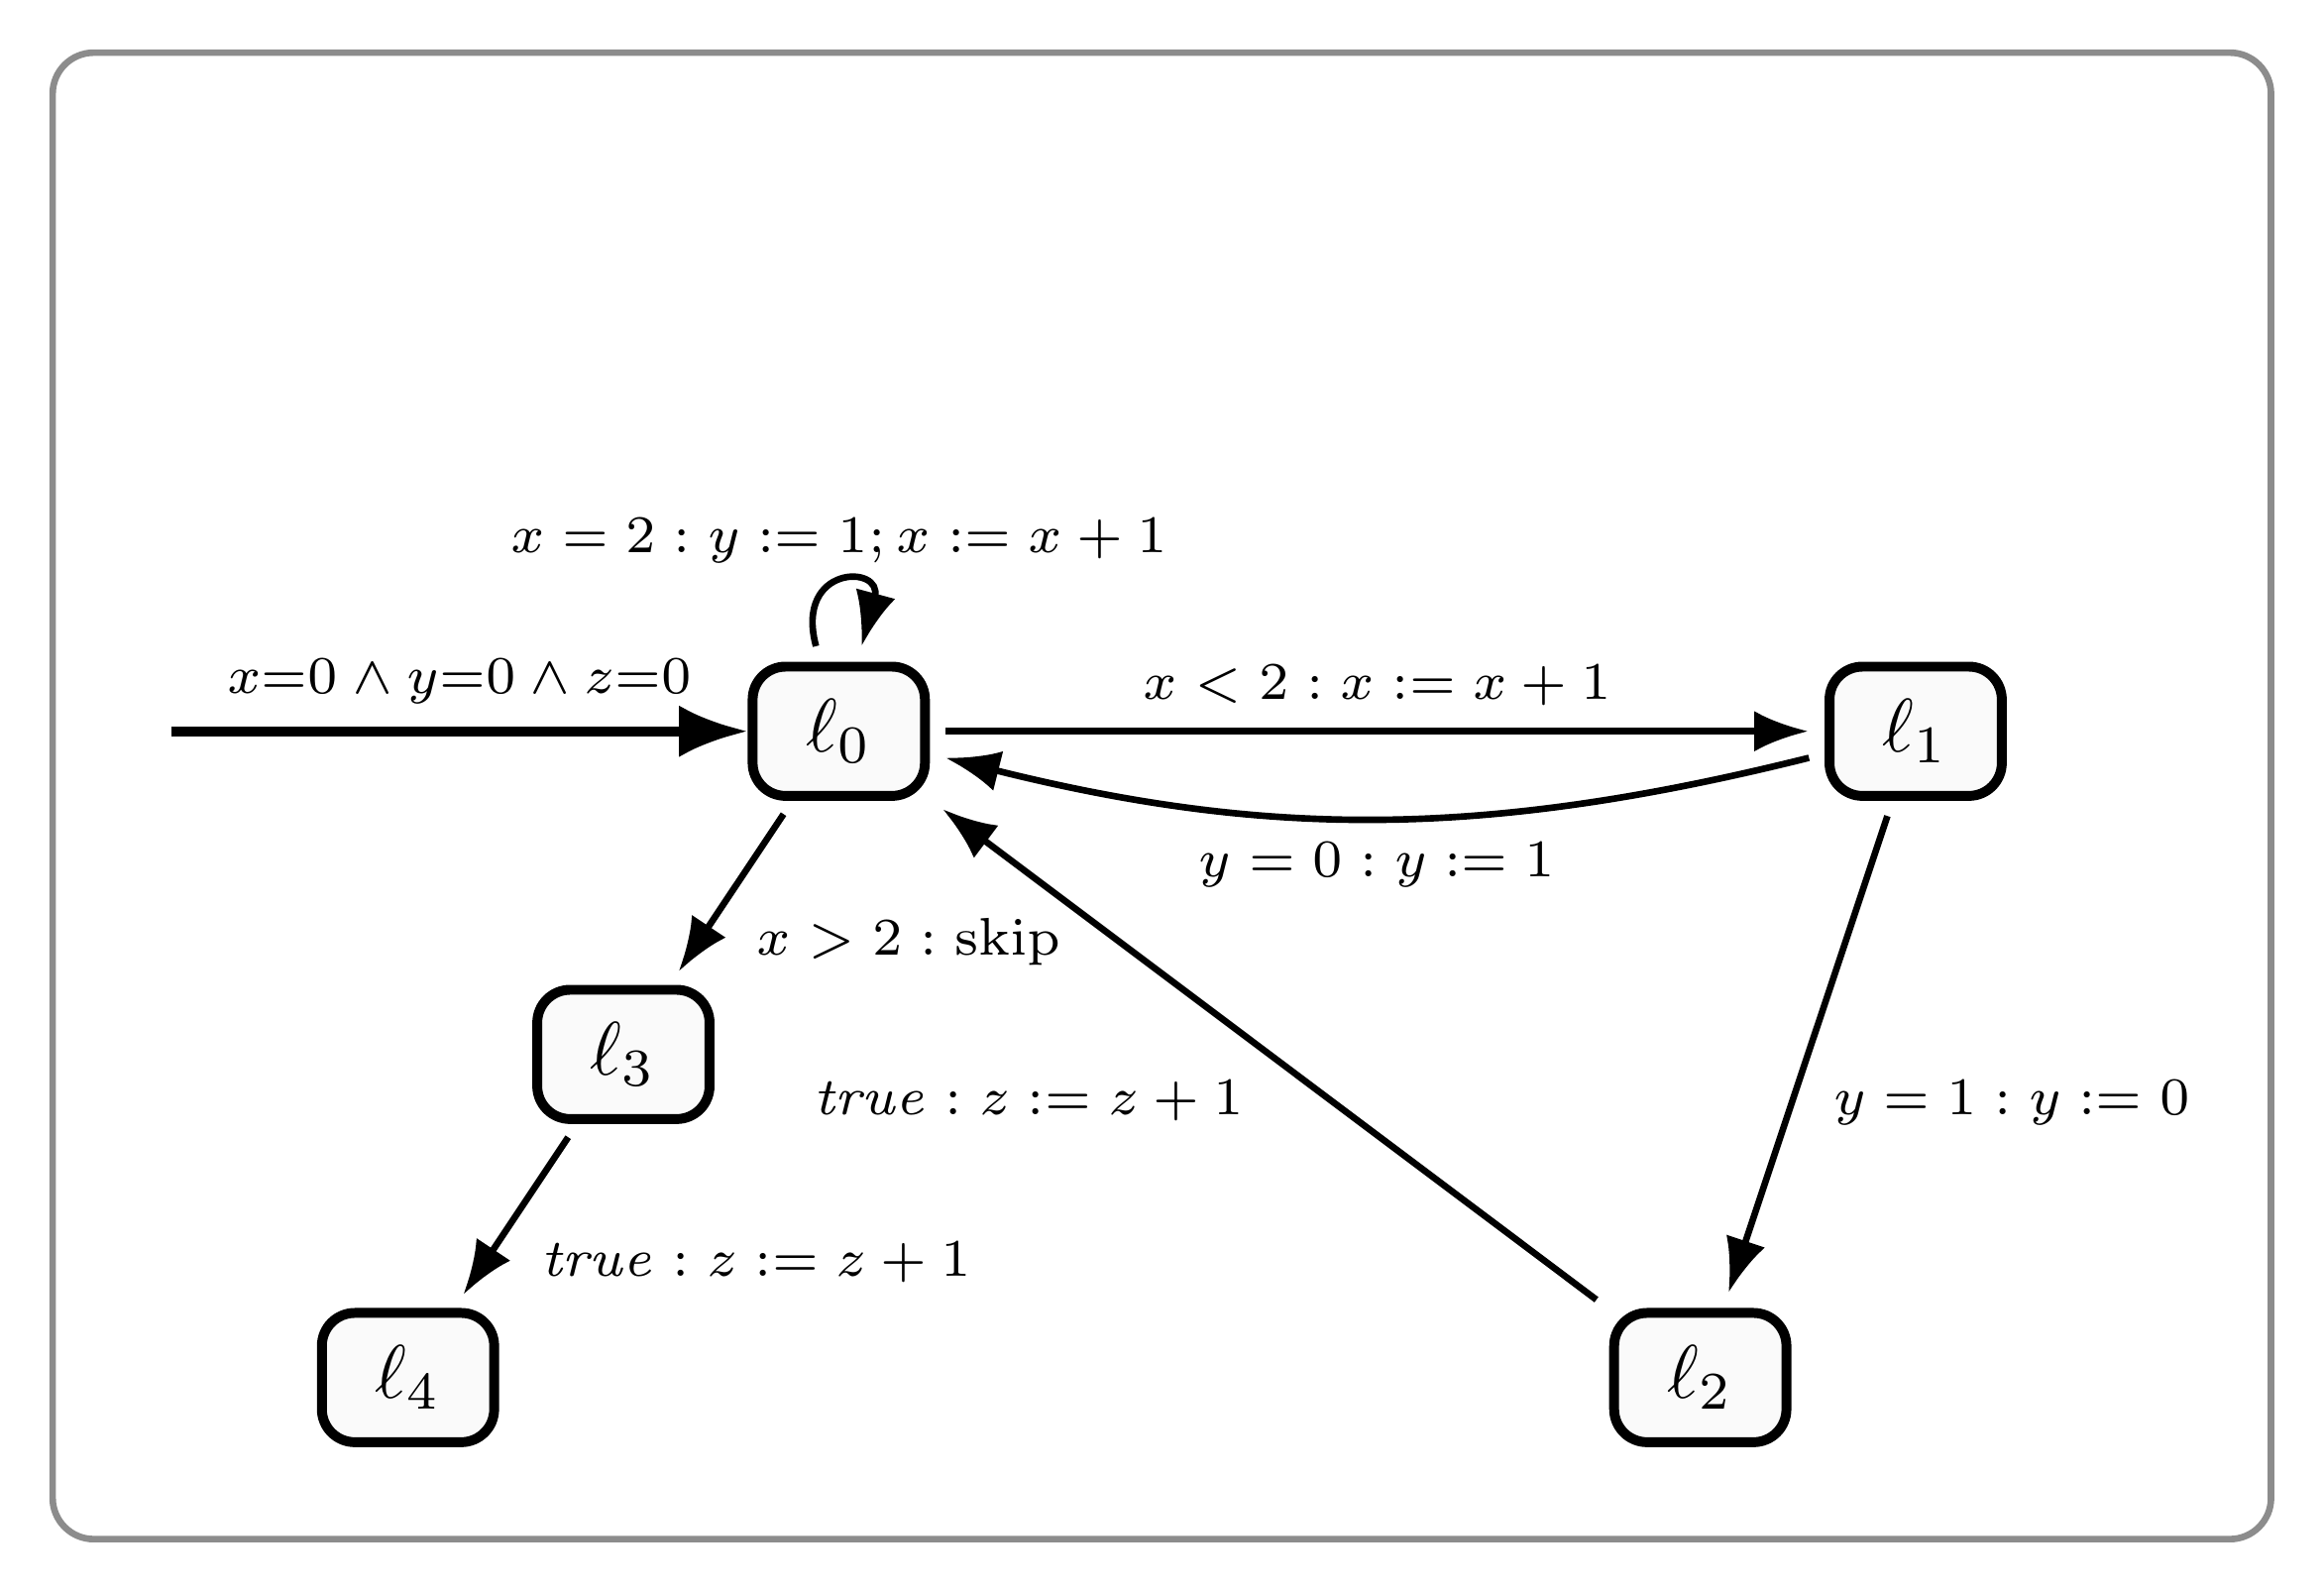 x = 2 : y := 1; x := x + 1
x=0 ∧ y=0 ∧ z=0
x < 2 : x := x + 1
ℓ₀
ℓ₁
y = 0 : y := 1
x > 2 : skip
ℓ₃
true : z := z + 1
y = 1 : y := 0
true : z := z + 1
ℓ₄
ℓ₂